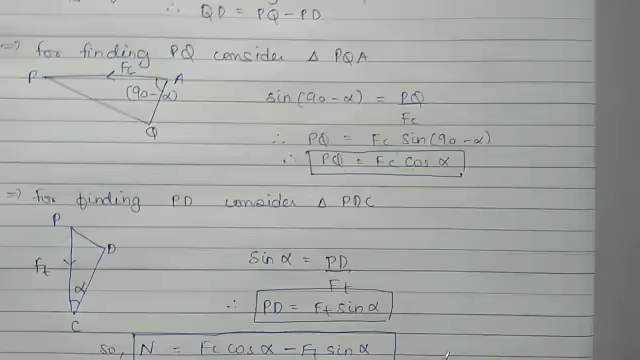 ∴ QD = PQ - PD
=> for finding PQ consider Δ PQA
P Fc A
(90-α)
Q
sin(90-α) = PQ
Fc
∴ PQ = Fc sin(90-α)
∴ PQ = Fc cos α
=> for finding PD consider Δ PDC
P
D
Ft
α
C
sin α = PD
Ft
∴ PD = Ft sin α
so, N = Fc cos α - Ft sin α